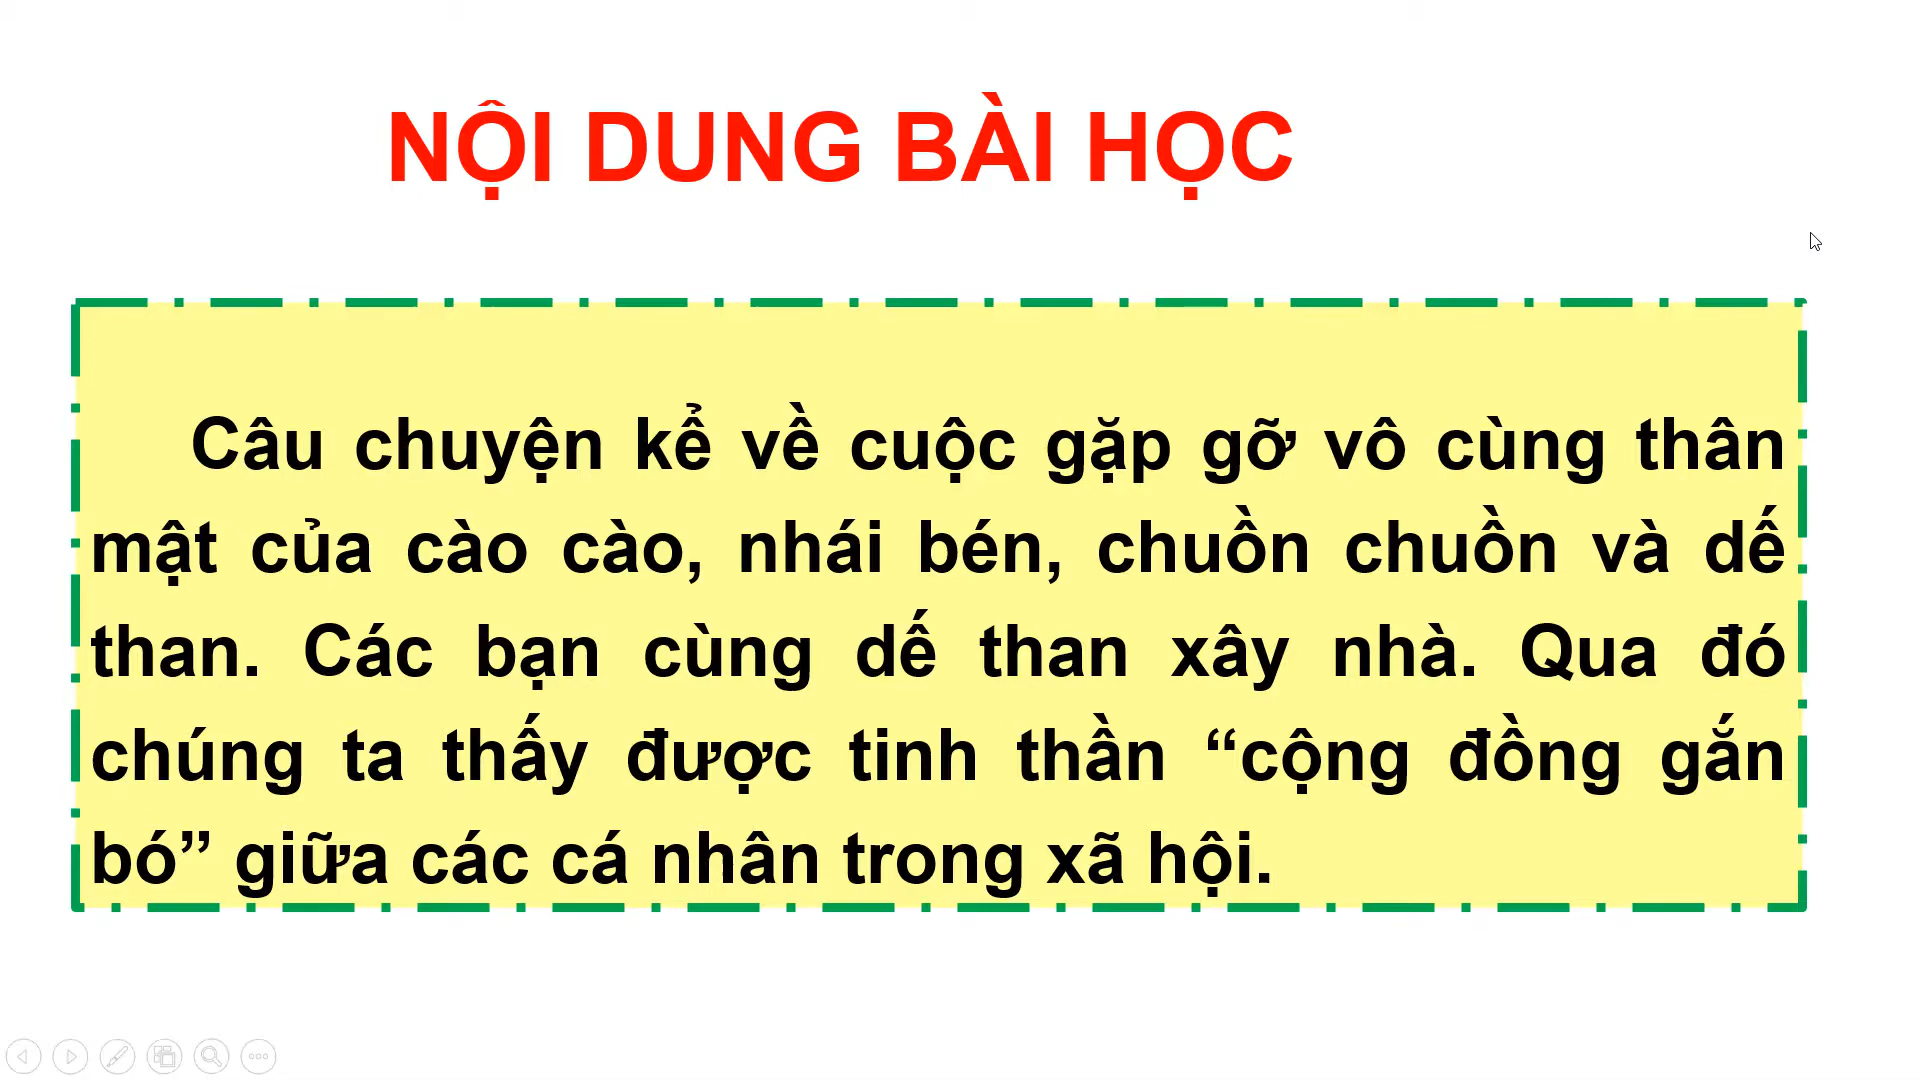 NỘI DUNG BÀI HỌC
Câu chuyện kể về cuộc gặp gỡ vô cùng thân
mật của cào cào, nhái bén, chuồn chuồn và dế
than. Các bạn cùng dế than xây nhà. Qua đó
chúng ta thấy được tinh thần “cộng đồng gắn
bó” giữa các cá nhân trong xã hội.